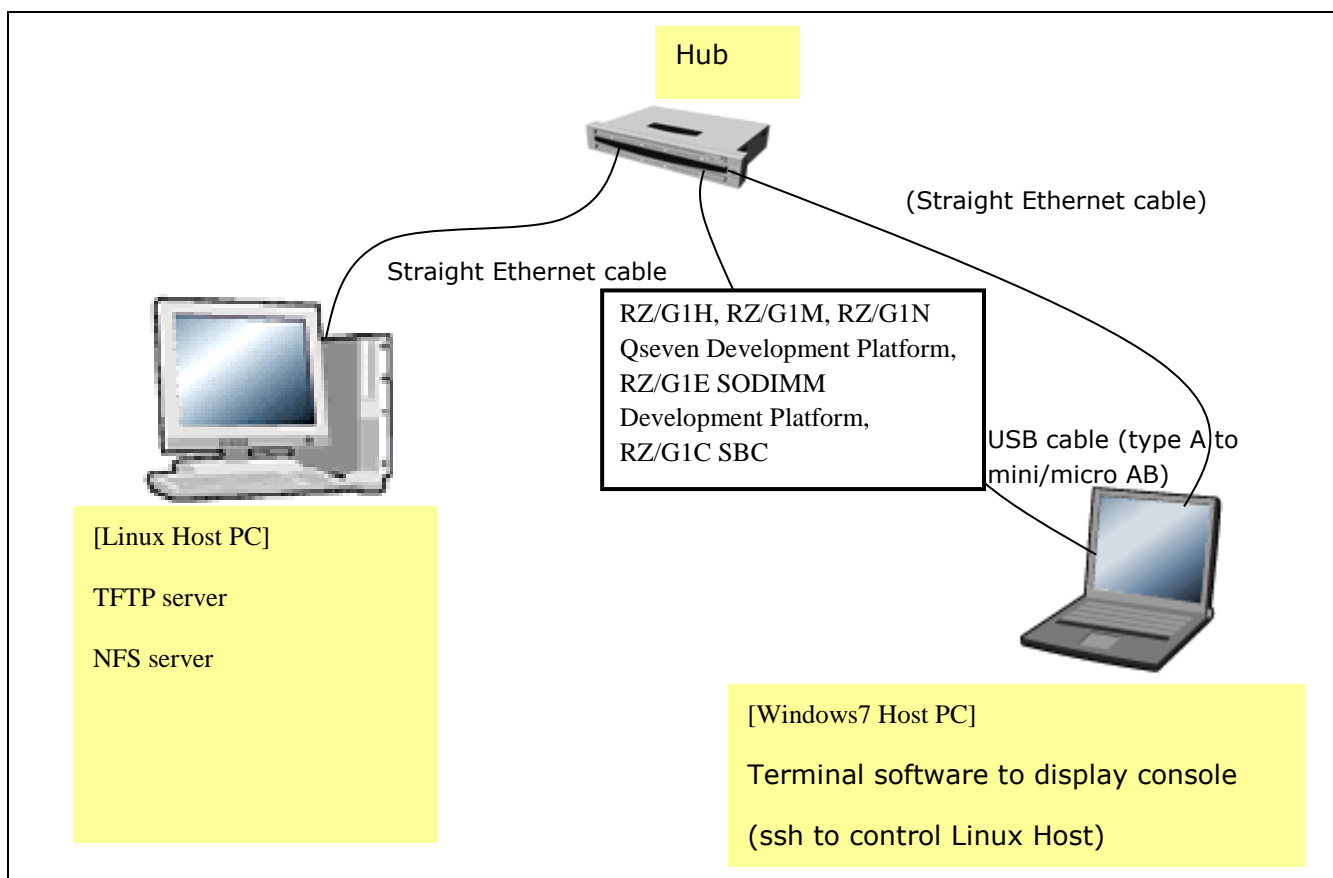 Hub
(Straight Ethernet cable)
Straight Ethernet cable
RZ/G1H, RZ/G1M, RZ/G1N
Qseven Development Platform,
RZ/G1E SODIMM
Development Platform,
RZ/G1C SBC
USB cable (type A to
mini/micro AB)
[Linux Host PC]
TFTP server
NFS server
[Windows7 Host PC]
Terminal software to display console
(ssh to control Linux Host)